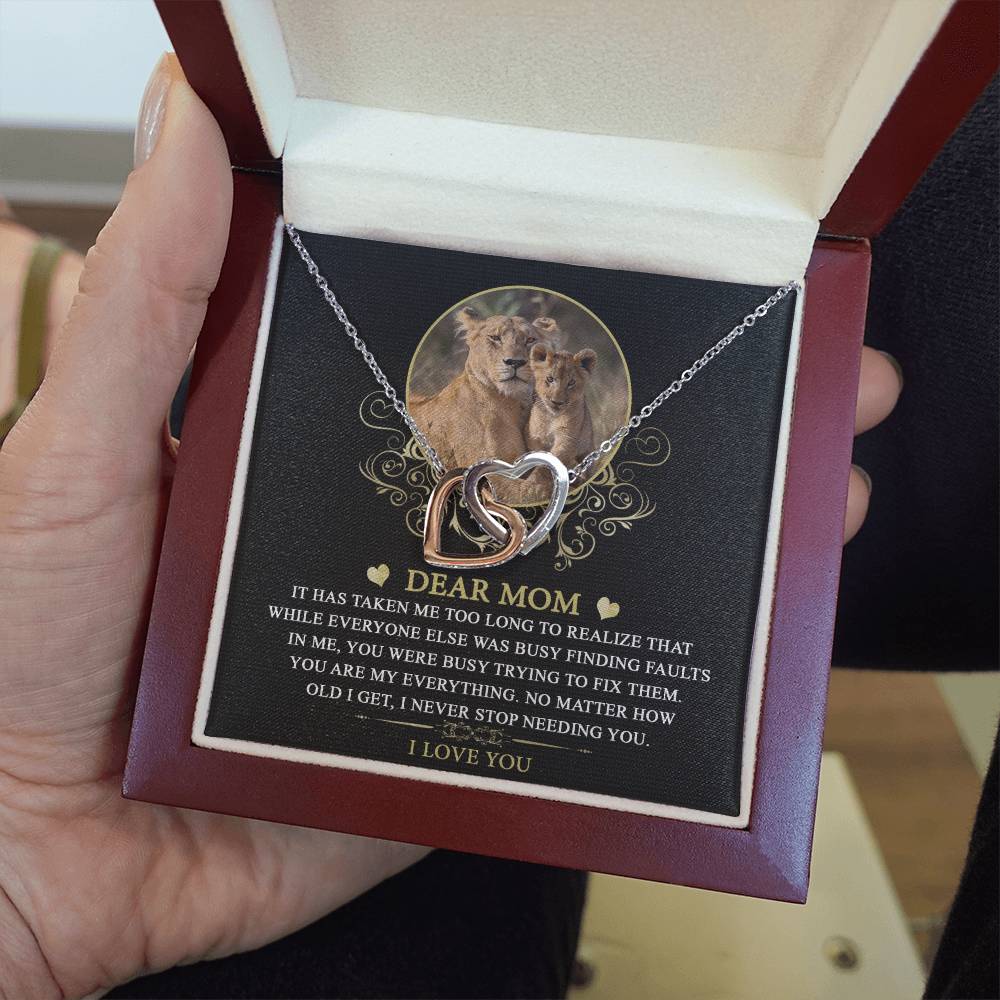 DEAR MOM
IT HAS TAKEN ME TOO LONG TO REALIZE THAT
WHILE EVERYONE ELSE WAS BUSY FINDING FAULTS
IN ME, YOU WERE BUSY TRYING TO FIX THEM.
YOU ARE MY EVERYTHING. NO MATTER HOW
OLD I GET, I NEVER STOP NEEDING YOU.
I LOVE YOU